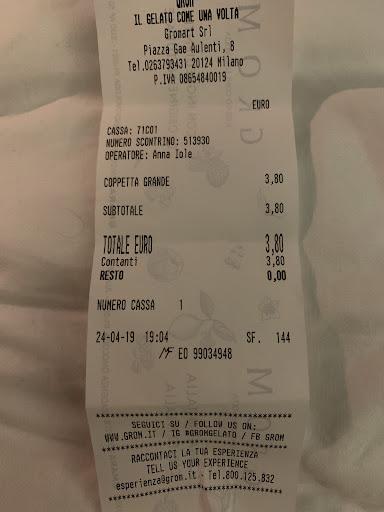 GROM
IL GELATO COME UNA VOLTA
Gromart Srl
Piazza Gae Aulenti, 8
Tel.0263793431 20124 Milano
P.IVA 08654840019
EURO
CASSA: 71C01
NUMERO SCONTRINO: 513930
OPERATORE: Anna Iole
COPPETTA GRANDE 3,80
SUBTOTALE 3,80
TOTALE EURO 3,80
Contanti 3,80
RESTO 0,00
NUMERO CASSA 1
24-04-19 19:04 SF. 144
MF ED 99034948
SEGUICI SU / FOLLOW US ON:
WWW.GROM.IT / IG #GROMGELATO / FB GROM
RACCONTACI LA TUA ESPERIENZA
TELL US YOUR EXPERIENCE
esperienza@grom.it - Tel.800.125.832
GROM